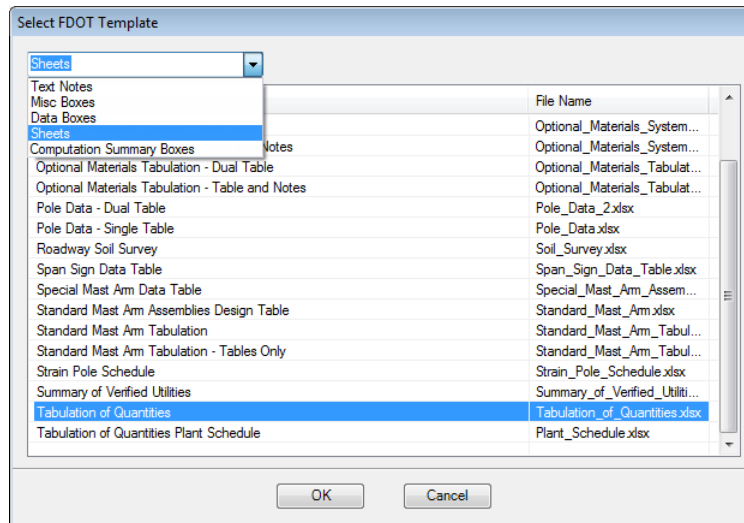 Select FDOT Template
Sheets
Text Notes
Misc Boxes
Data Boxes
Sheets
Computation Summary Boxes
File Name
Optional_Materials_System...
Notes Optional_Materials_System...
Optional Materials Tabulation - Dual Table Optional_Materials_Tabulat...
Optional Materials Tabulation - Table and Notes Optional_Materials_Tabulat...
Pole Data - Dual Table Pole_Data_2.xlsx
Pole Data - Single Table Pole_Data.xlsx
Roadway Soil Survey Soil_Survey.xlsx
Span Sign Data Table Span_Sign_Data_Table.xlsx
Special Mast Arm Data Table Special_Mast_Arm_Assem...
Standard Mast Arm Assemblies Design Table Standard_Mast_Arm.xlsx
Standard Mast Arm Tabulation Standard_Mast_Arm_Tabul...
Standard Mast Arm Tabulation - Tables Only Standard_Mast_Arm_Tabul...
Strain Pole Schedule Strain_Pole_Schedule.xlsx
Summary of Verified Utilities Summary_of_Verified_Utiliti...
Tabulation of Quantities Tabulation_of_Quantities.xlsx
Tabulation of Quantities Plant Schedule Plant_Schedule.xlsx
OK Cancel